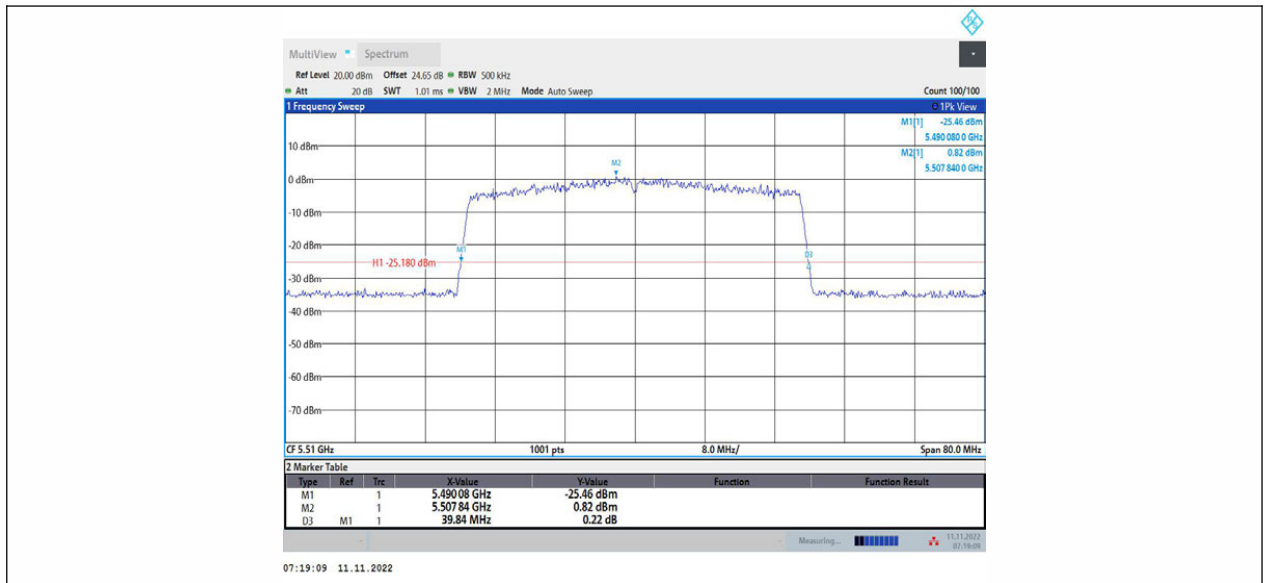 MultiView Spectrum
Ref Level 20.00 dBm Offset 24.65 dB RBW 500 kHz
Att 20 dB SWT 1.01 ms VBW 2 MHz Mode Auto Sweep Count 100/100
1 Frequency Sweep 1Pk View
M1[1] -25.46 dBm
5.490 080 0 GHz
10 dBm
M2[1] 0.82 dBm
5.507 840 0 GHz
M2
0 dBm
-10 dBm
-20 dBm
M1
D3
H1 -25.180 dBm
-30 dBm
-40 dBm
-50 dBm
-60 dBm
-70 dBm
CF 5.51 GHz 1001 pts 8.0 MHz/ Span 80.0 MHz
2 Marker Table
Type Ref Trc X-Value Y-Value Function Function Result
M1 1 5.490 08 GHz -25.46 dBm
M2 1 5.507 84 GHz 0.82 dBm
D3 M1 1 39.84 MHz 0.22 dB
Measuring... 11.11.2022
07:19:09
07:19:09 11.11.2022